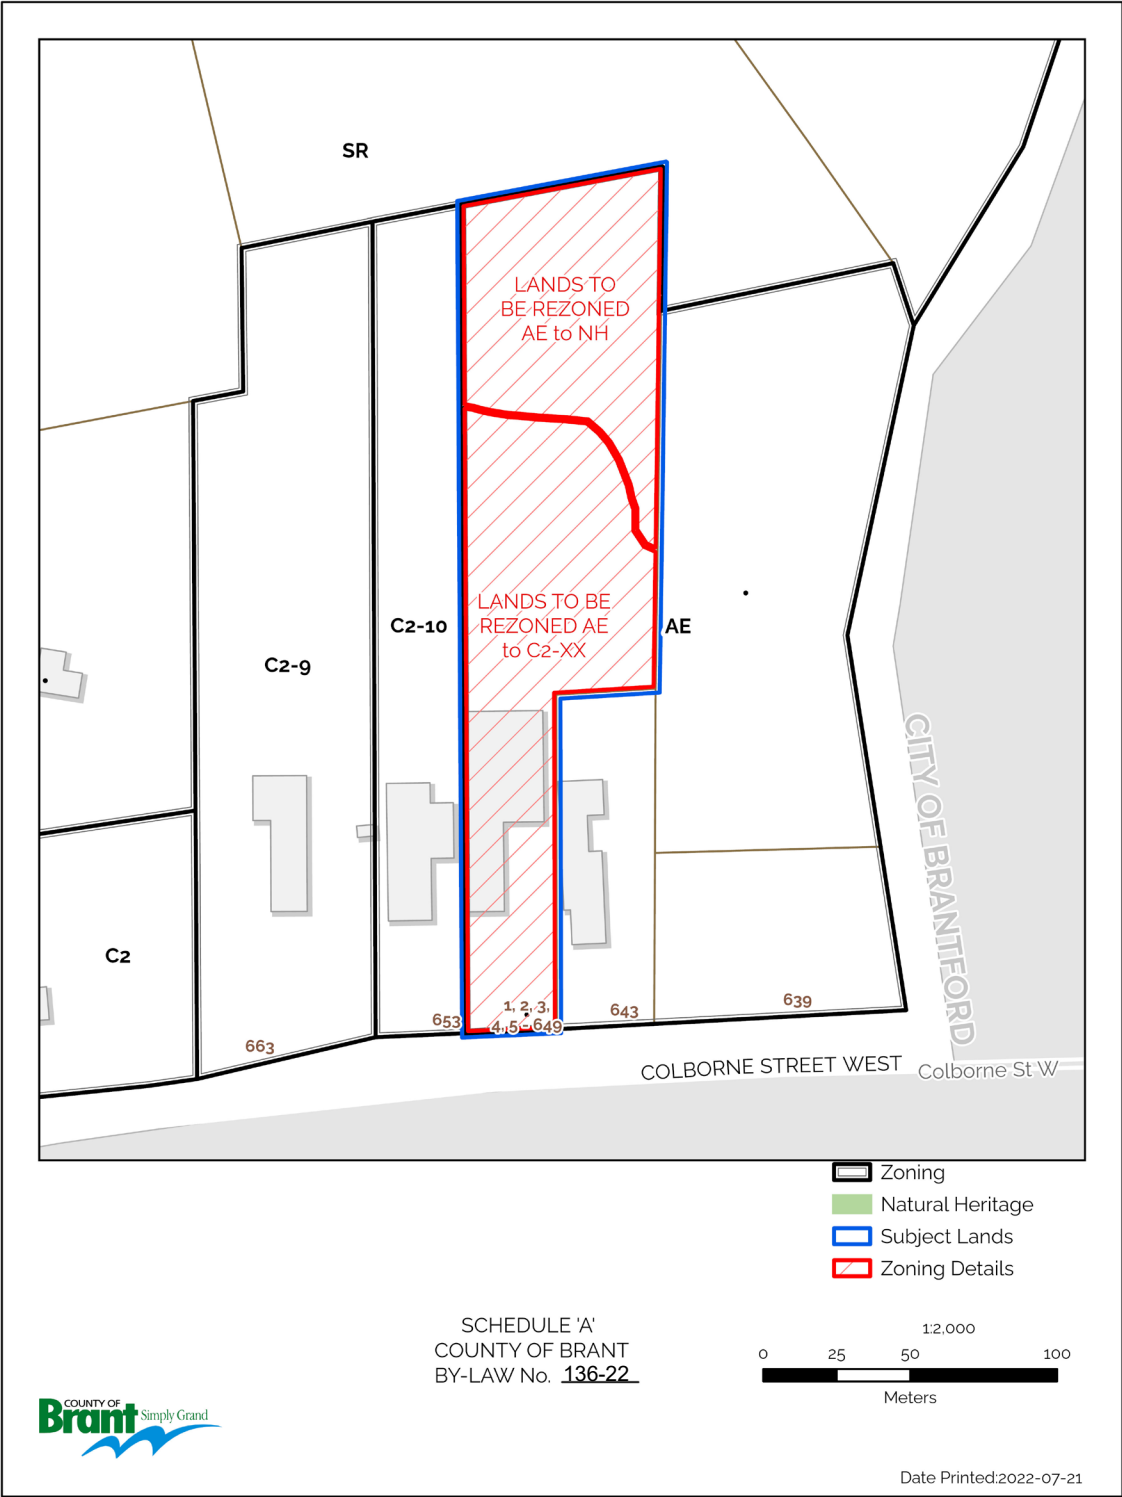 SR
LANDS TO
BE REZONED
AE to NH
LANDS TO BE
REZONED AE
to C2-XX
C2-10
AE
C2-9
CITY OF BRANTFORD
C2
639
1, 2, 3,
643
653
4, 5 - 649
663
COLBORNE STREET WEST
Colborne St W
Zoning
Natural Heritage
Subject Lands
Zoning Details
SCHEDULE 'A'
COUNTY OF BRANT
BY-LAW No. 136-22
1:2,000
0 25 50 100
Meters
COUNTY OF
Brant Simply Grand
Date Printed:2022-07-21